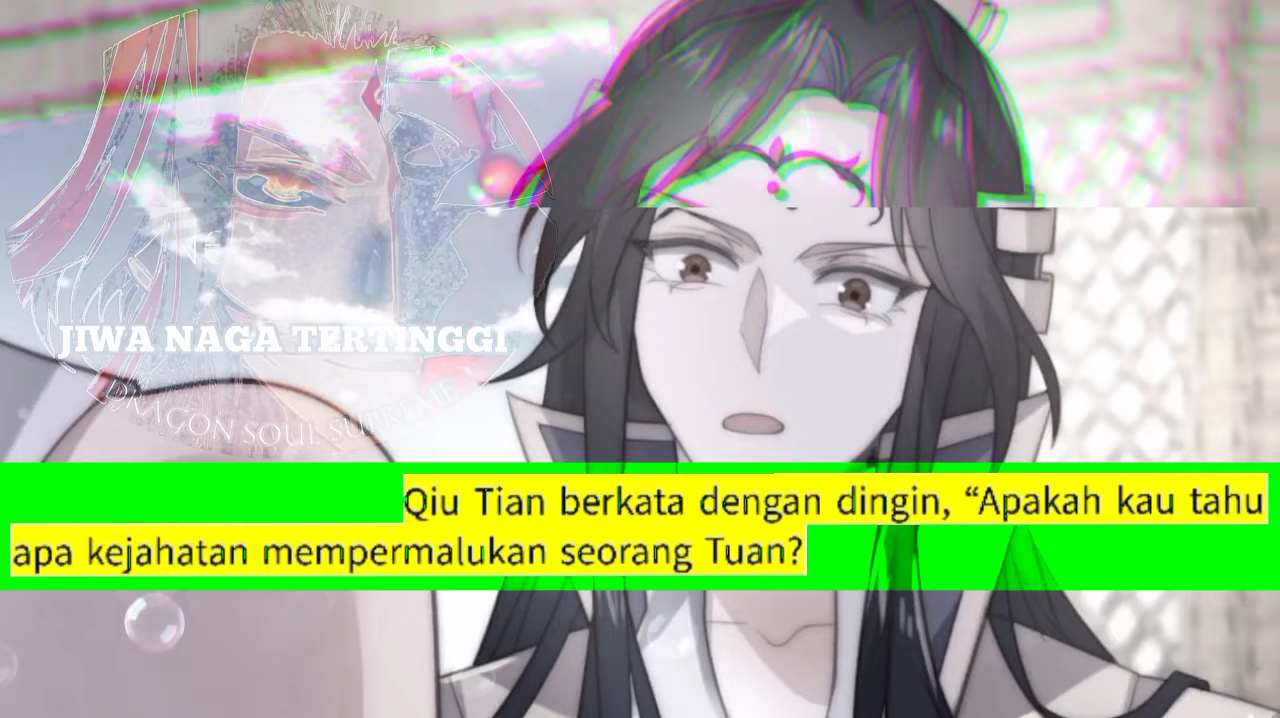 JIWA NAGA TERTINGGI
DRAGON SOUL SUPREME
Qiu Tian berkata dengan dingin, “Apakah kau tahu
apa kejahatan mempermalukan seorang Tuan?